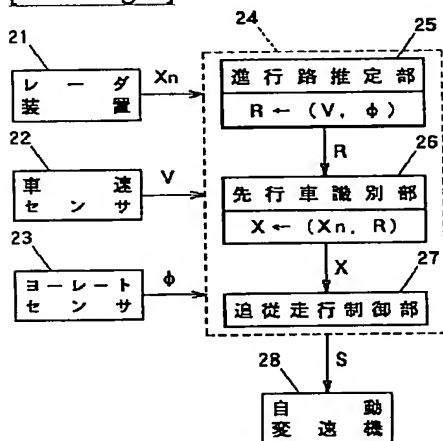 21
レーダ
装置
Xn
22
車速
センサ
V
23
ヨーレート
センサ
φ
24
25
進行路推定部
R ← (V, φ)
R
26
先行車識別部
X ← (Xn, R)
X
27
追従走行制御部
S
28
自動
変速機